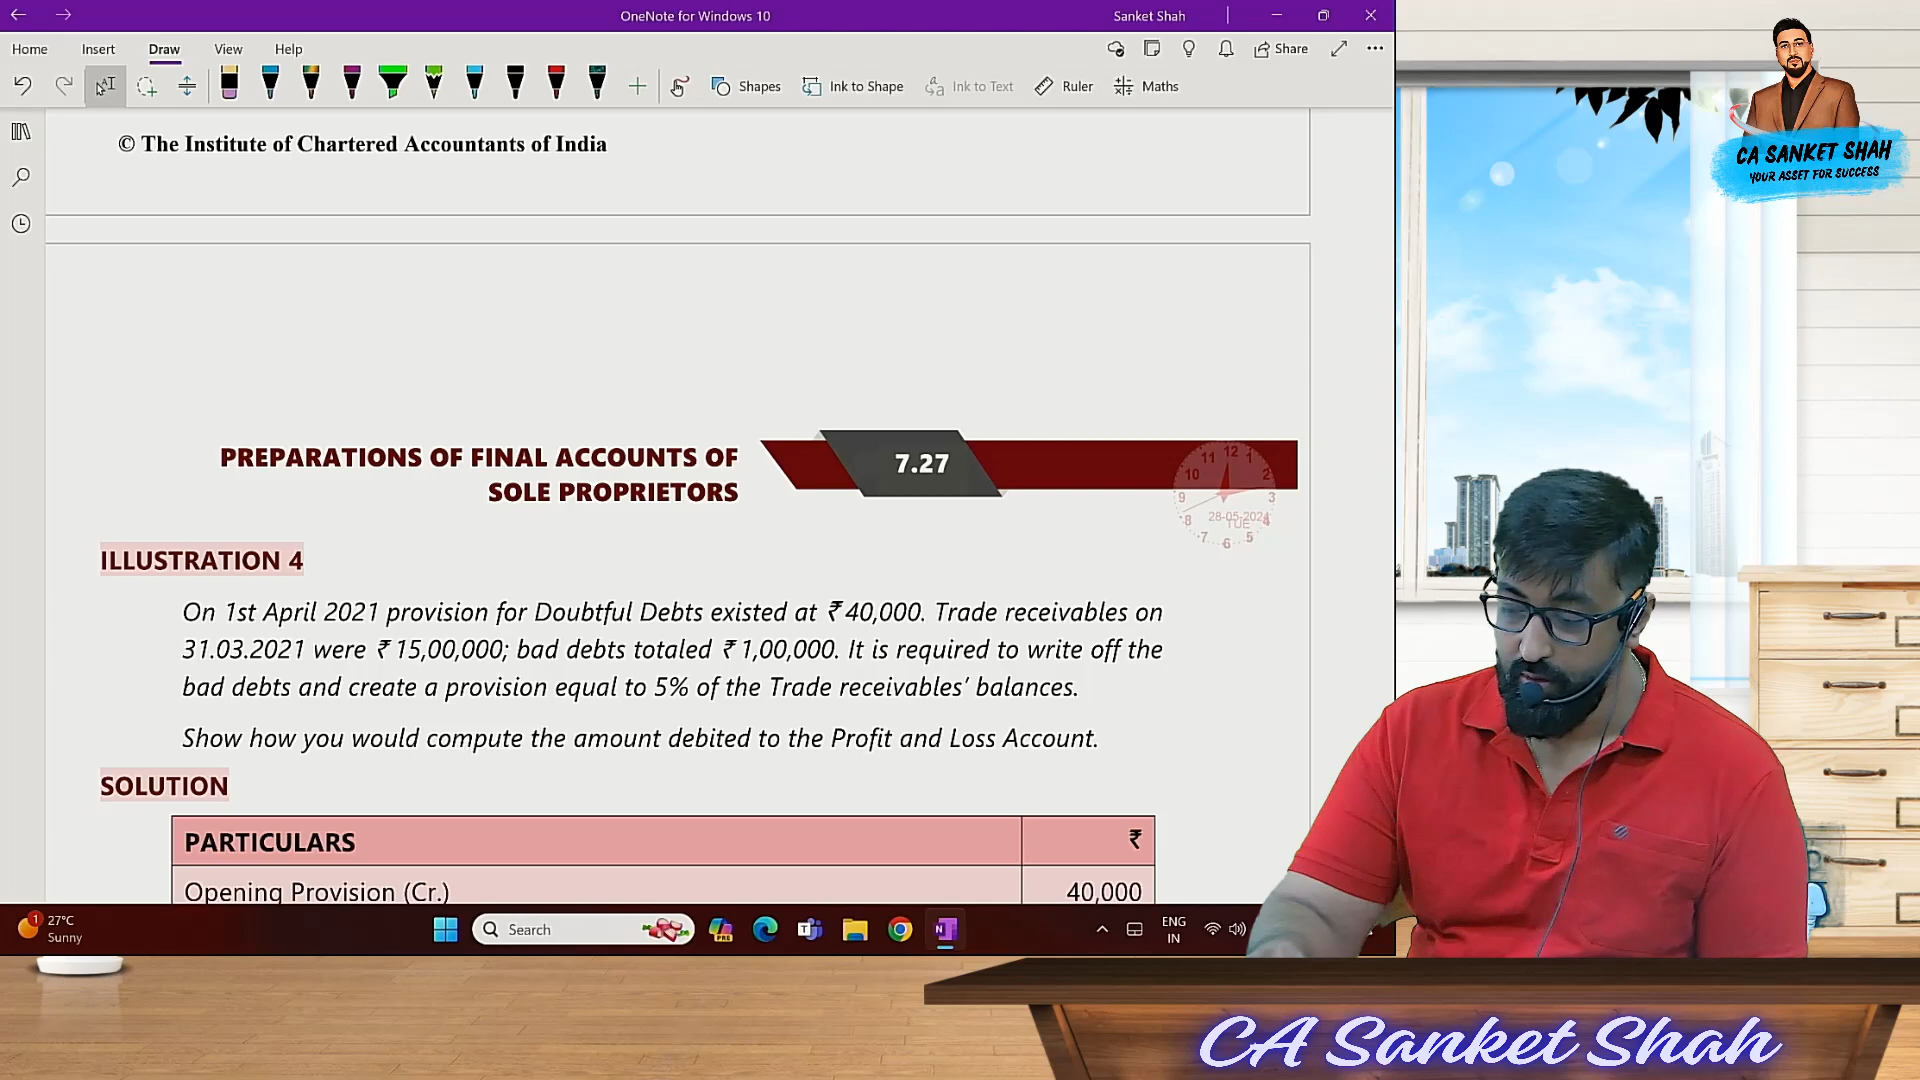 OneNote for Windows 10
Sanket Shah
Home Insert Draw View Help
Share
Shapes Ink to Shape Ink to Text Ruler Maths
© The Institute of Chartered Accountants of India
CA SANKET SHAH
YOUR ASSET FOR SUCCESS
PREPARATIONS OF FINAL ACCOUNTS OF
SOLE PROPRIETORS
7.27
28-05-2024
TUE
ILLUSTRATION 4
On 1st April 2021 provision for Doubtful Debts existed at ₹ 40,000. Trade receivables on
31.03.2021 were ₹ 15,00,000; bad debts totaled ₹ 1,00,000. It is required to write off the
bad debts and create a provision equal to 5% of the Trade receivables’ balances.
Show how you would compute the amount debited to the Profit and Loss Account.
SOLUTION
PARTICULARS ₹
Opening Provision (Cr.) 40,000
1 27°C
Sunny
Search
PRE
ENG
IN
CA Sanket Shah